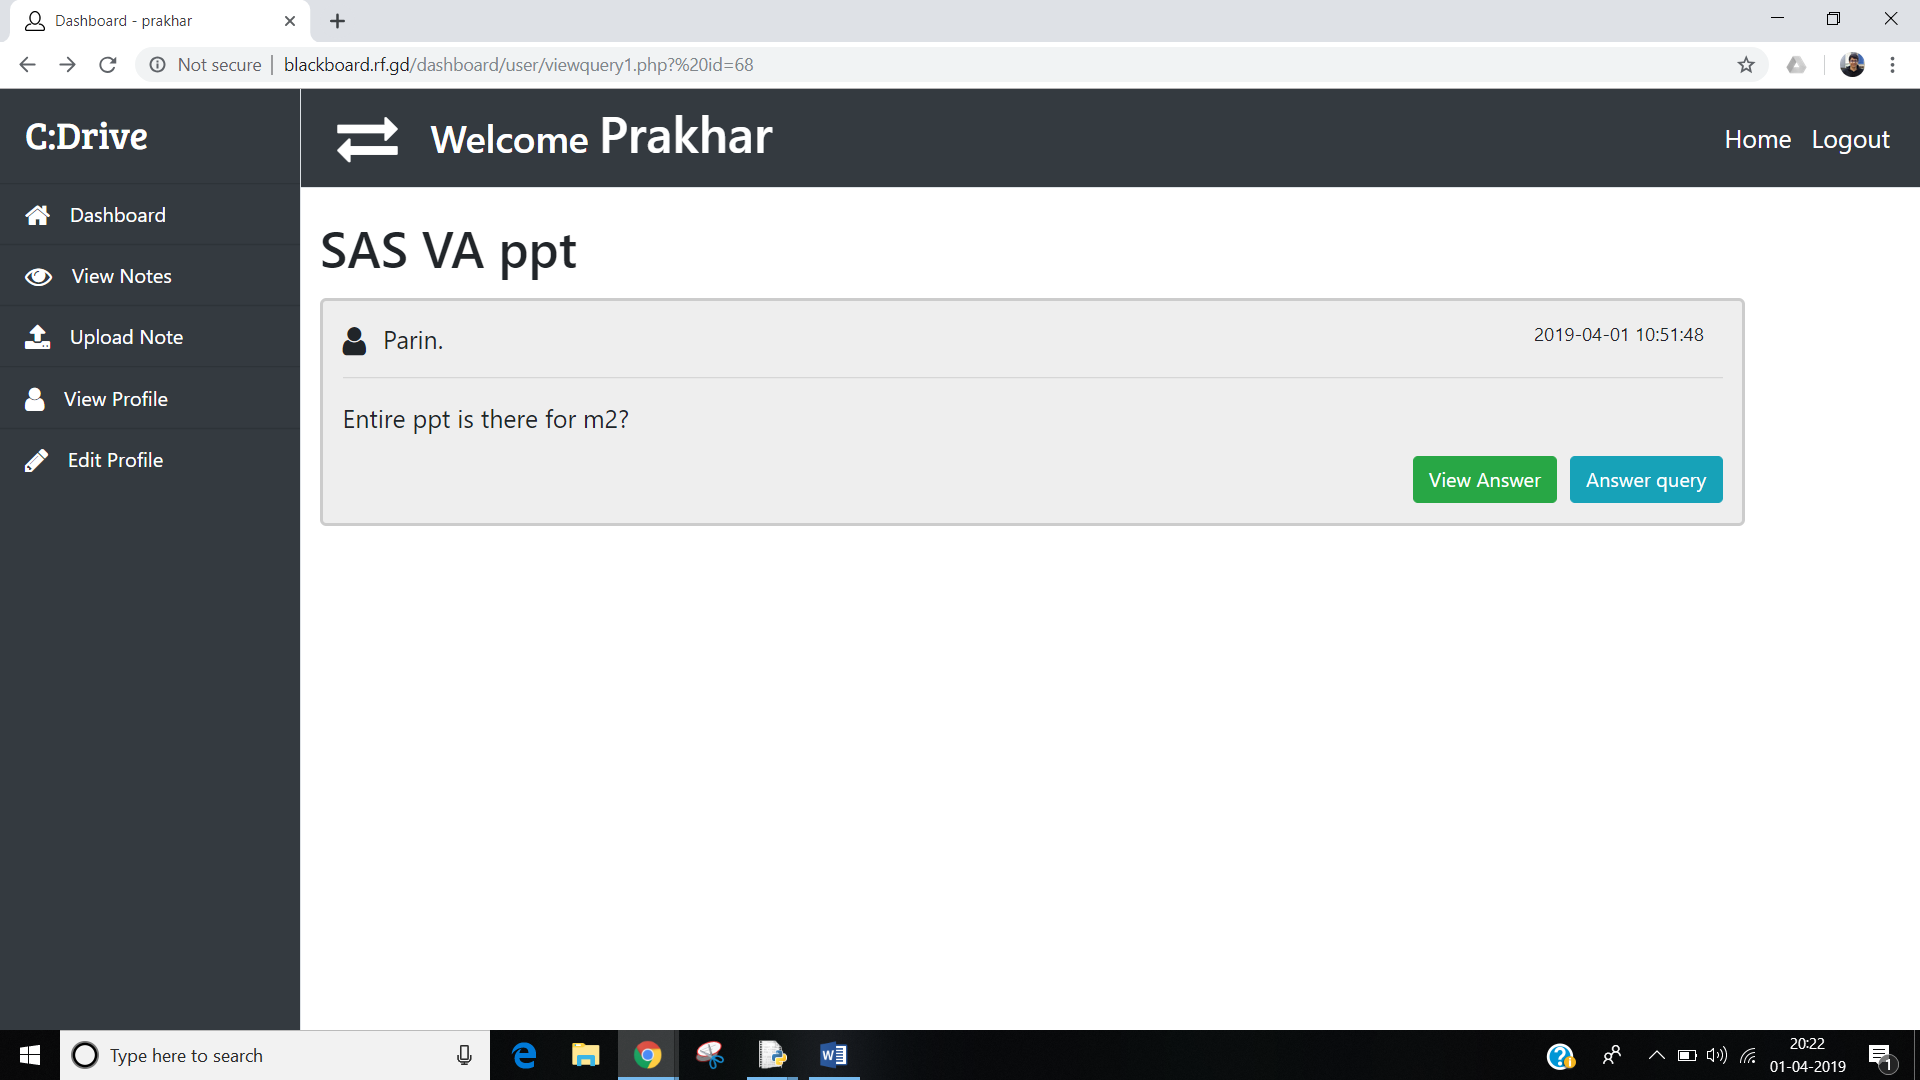 Dashboard - prakhar
Not secure | blackboard.rf.gd/dashboard/user/viewquery1.php?%20id=68
C:Drive
Welcome Prakhar
Home Logout
Dashboard
View Notes
Upload Note
View Profile
Edit Profile
SAS VA ppt
Parin.
2019-04-01 10:51:48
Entire ppt is there for m2?
View Answer
Answer query
Type here to search
20:22
01-04-2019
1